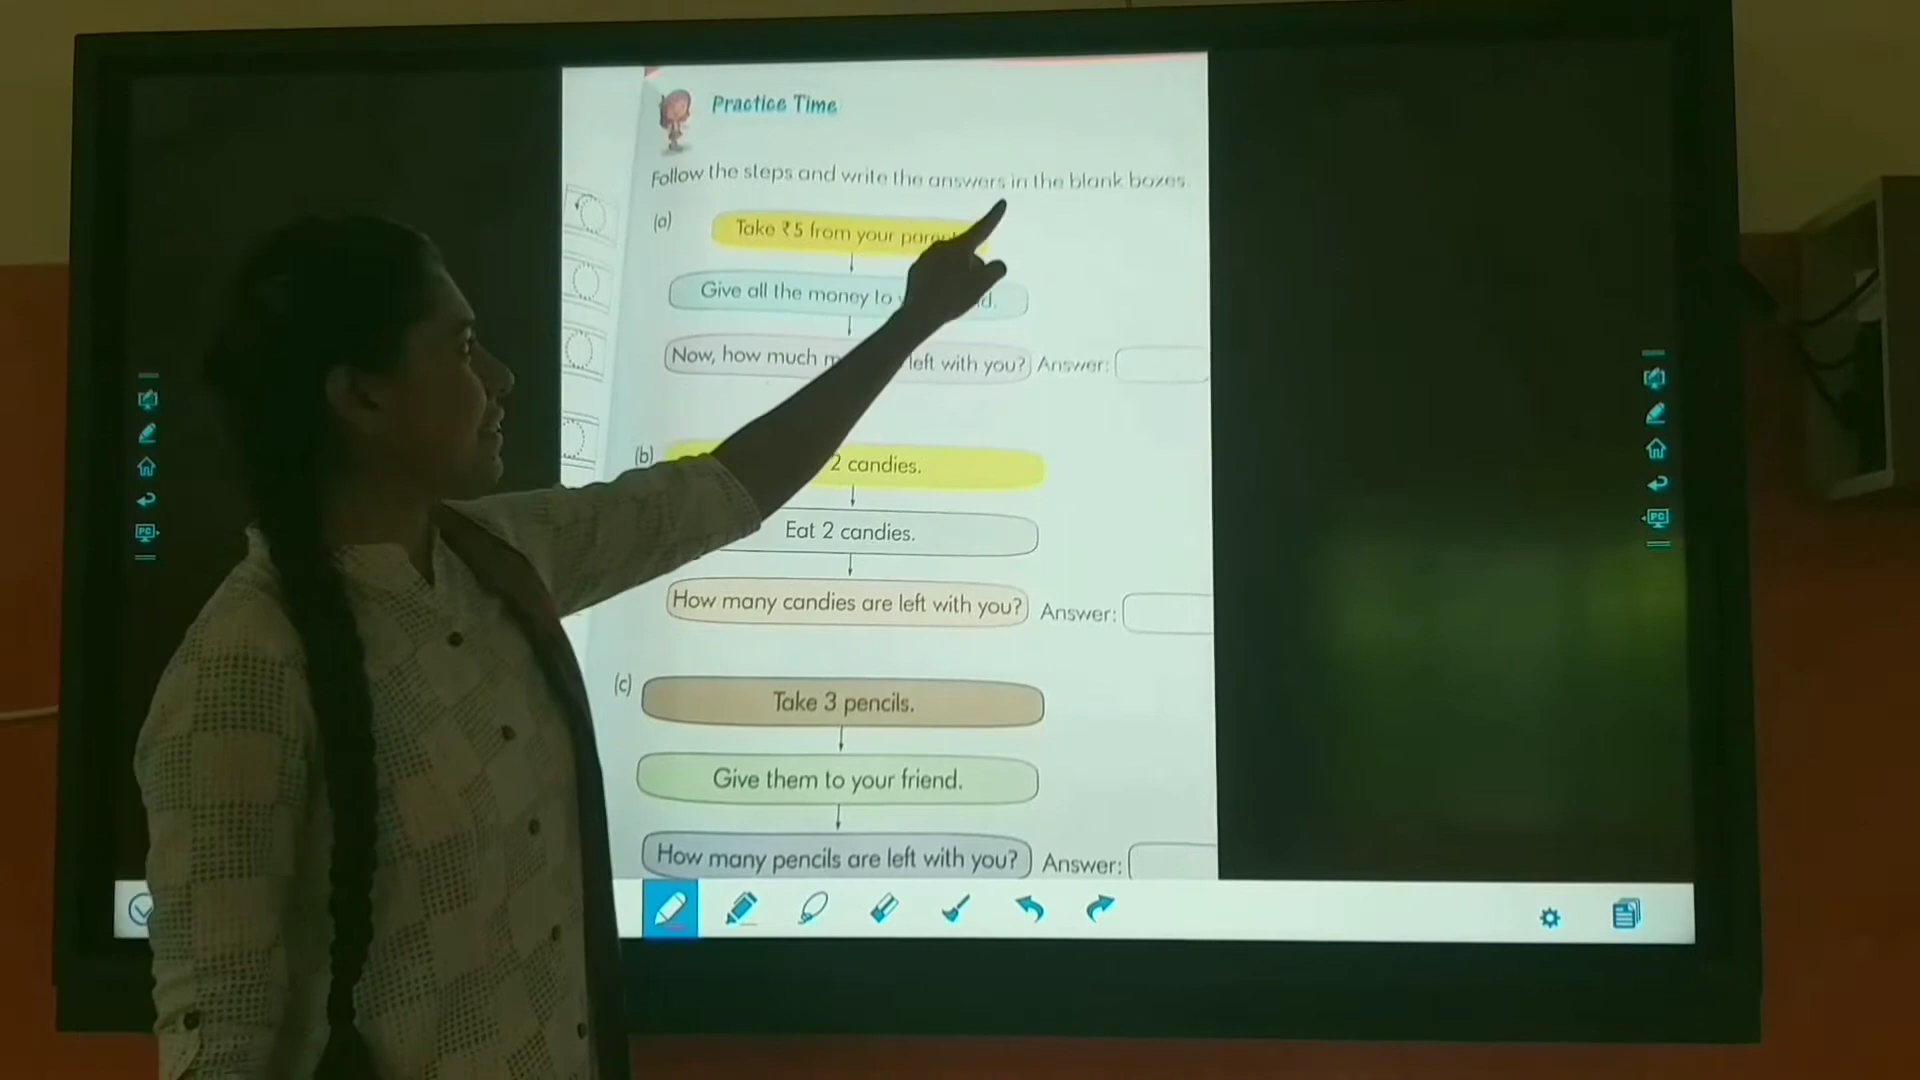 Practice Time
Follow the steps and write the answers in the blank boxes.
(a)
Take ₹5 from your
Give all the money to
Now, how much left with you? Answer:
(b)
2 candies.
Eat 2 candies.
How many candies are left with you? Answer:
(c)
Take 3 pencils.
Give them to your friend.
How many pencils are left with you? Answer:
PC
PC